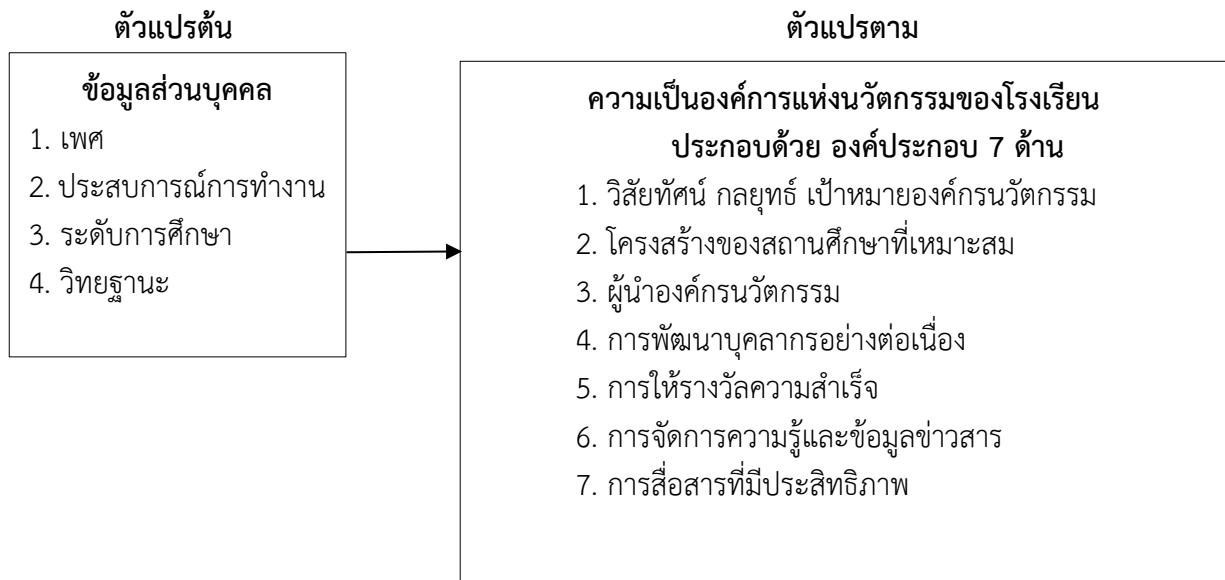 ตัวแปรต้น
ข้อมูลส่วนบุคคล
1. เพศ
2. ประสบการณ์การทำงาน
3. ระดับการศึกษา
4. วิทยฐานะ
ตัวแปรตาม
ความเป็นองค์การแห่งนวัตกรรมของโรงเรียน
ประกอบด้วย องค์ประกอบ 7 ด้าน
1. วิสัยทัศน์ กลยุทธ์ เป้าหมายองค์กรนวัตกรรม
2. โครงสร้างของสถานศึกษาที่เหมาะสม
3. ผู้นำองค์กรนวัตกรรม
4. การพัฒนาบุคลากรอย่างต่อเนื่อง
5. การให้รางวัลความสำเร็จ
6. การจัดการความรู้และข้อมูลข่าวสาร
7. การสื่อสารที่มีประสิทธิภาพ